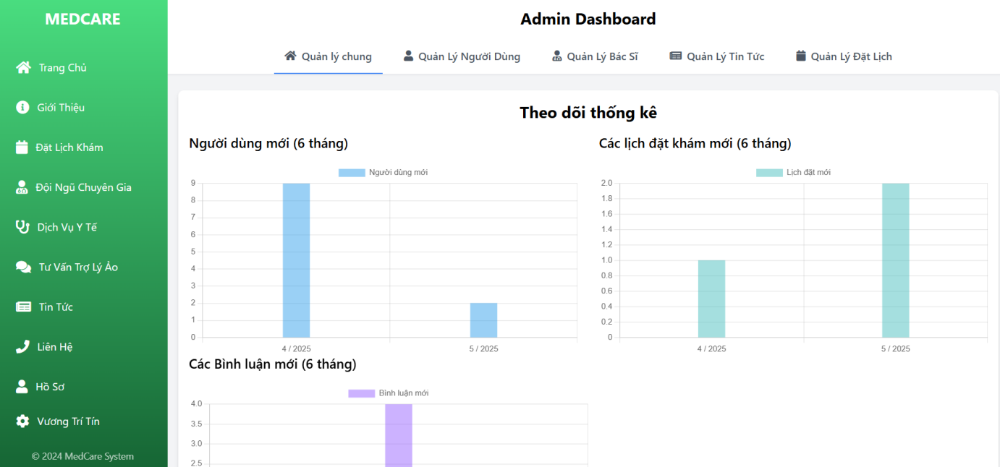 MEDCARE
Trang Chủ
Giới Thiệu
Đặt Lịch Khám
Đội Ngũ Chuyên Gia
Dịch Vụ Y Tế
Tư Vấn Trợ Lý Ảo
Tin Tức
Liên Hệ
Hồ Sơ
Vương Trí Tín
© 2024 MedCare System
Admin Dashboard
Quản lý chung
Quản Lý Người Dùng
Quản Lý Bác Sĩ
Quản Lý Tin Tức
Quản Lý Đặt Lịch
Theo dõi thống kê
Người dùng mới (6 tháng)
Người dùng mới
9
8
7
6
5
4
3
2
1
0
4 / 2025
5 / 2025
Các lịch đặt khám mới (6 tháng)
Lịch đặt mới
2.0
1.8
1.6
1.4
1.2
1.0
0.8
0.6
0.4
0.2
0
4 / 2025
5 / 2025
Các Bình luận mới (6 tháng)
Bình luận mới
4.0
3.5
3.0
2.5